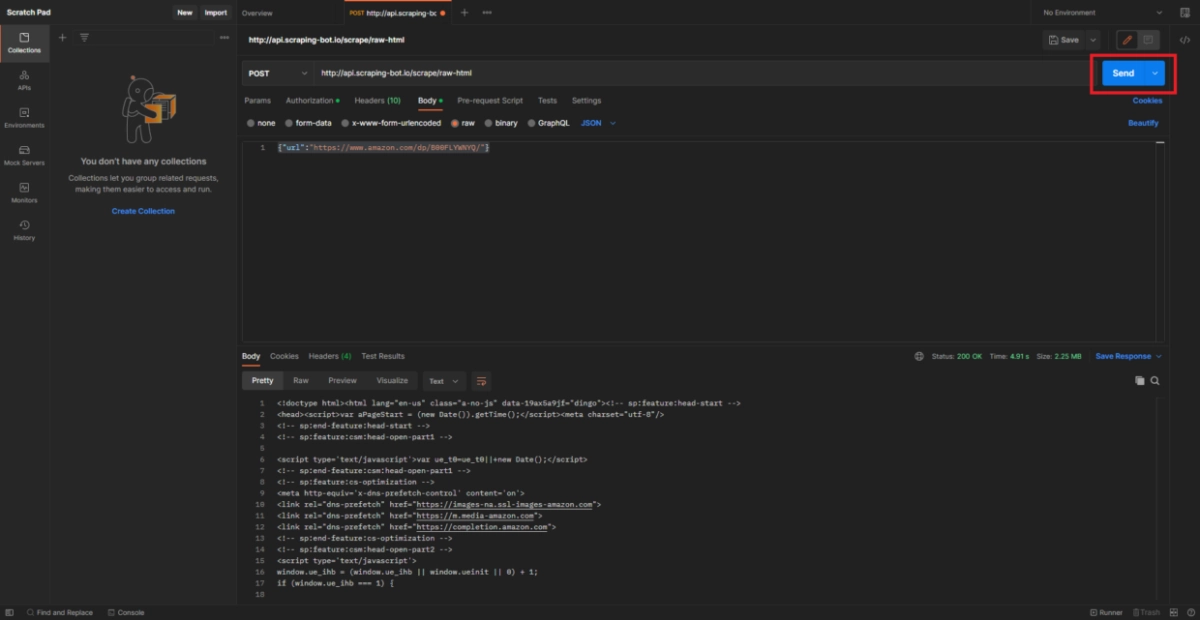 Scratch Pad
New
Import
Overview
POST http://api.scraping-bc
No Environment
http://api.scraping-bot.io/scrape/raw-html
Save
POST
http://api.scraping-bot.io/scrape/raw-html
Send
Collections
APIs
Environments
Mock Servers
Monitors
History
You don't have any collections
Collections let you group related requests,
making them easier to access and run.
Create Collection
Params Authorization Headers (10) Body Pre-request Script Tests Settings
Cookies
none form-data x-www-form-urlencoded raw binary GraphQL JSON
Beautify
1 {"url":"https://www.amazon.com/dp/B00FLYWNYQ/"}
Body Cookies Headers (4) Test Results
Status: 200 OK Time: 4.91 s Size: 2.25 MB Save Response
Pretty Raw Preview Visualize Text
1 <!doctype html><html lang="en-us" class="a-no-js" data-19ax5a9jf="dingo"><!-- sp:feature:head-start -->
2 <head><script>var aPageStart = (new Date()).getTime();</script><meta charset="utf-8"/>
3 <!-- sp:end-feature:head-start -->
4 <!-- sp:feature:csm:head-open-part1 -->
5
6 <script type='text/javascript'>var ue_t0=ue_t0||+new Date();</script>
7 <!-- sp:end-feature:csm:head-open-part1 -->
8 <!-- sp:feature:cs-optimization -->
9 <meta http-equiv='x-dns-prefetch-control' content='on'>
10 <link rel="dns-prefetch" href="https://images-na.ssl-images-amazon.com">
11 <link rel="dns-prefetch" href="https://m.media-amazon.com">
12 <link rel="dns-prefetch" href="https://completion.amazon.com">
13 <!-- sp:end-feature:cs-optimization -->
14 <!-- sp:feature:csm:head-open-part2 -->
15 <script type='text/javascript'>
16 window.ue_ihb = (window.ue_ihb || window.ueinit || 0) + 1;
17 if (window.ue_ihb === 1) {
18
Find and Replace
Console
Runner
Trash